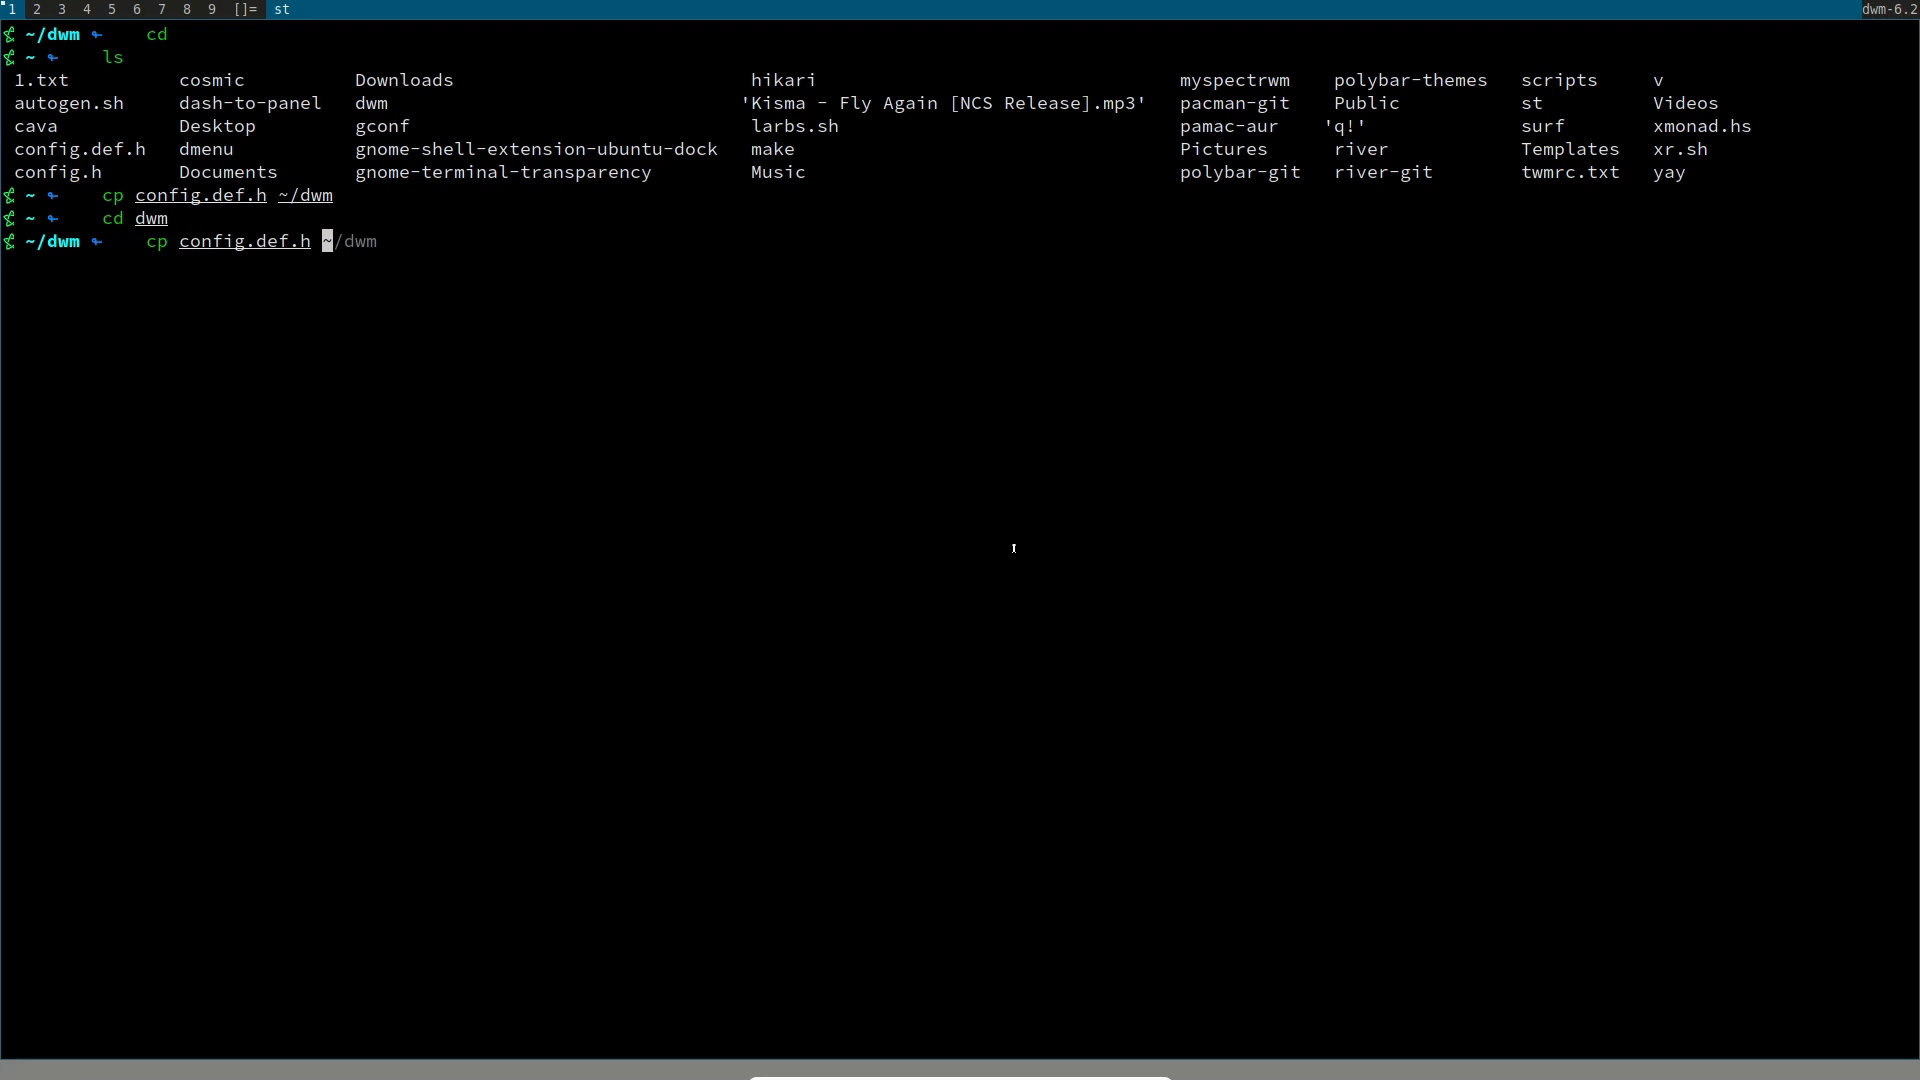 1 2 3 4 5 6 7 8 9 []= st dwm-6.2
~/dwm cd
~ ls
1.txt cosmic Downloads hikari myspectrwm polybar-themes scripts v
autogen.sh dash-to-panel dwm 'Kisma - Fly Again [NCS Release].mp3' pacman-git Public st Videos
cava Desktop gconf larbs.sh pamac-aur 'q!' surf xmonad.hs
config.def.h dmenu gnome-shell-extension-ubuntu-dock make Pictures river Templates xr.sh
config.h Documents gnome-terminal-transparency Music polybar-git river-git twmrc.txt yay
~ cp config.def.h ~/dwm
~ cd dwm
~/dwm cp config.def.h ~/dwm